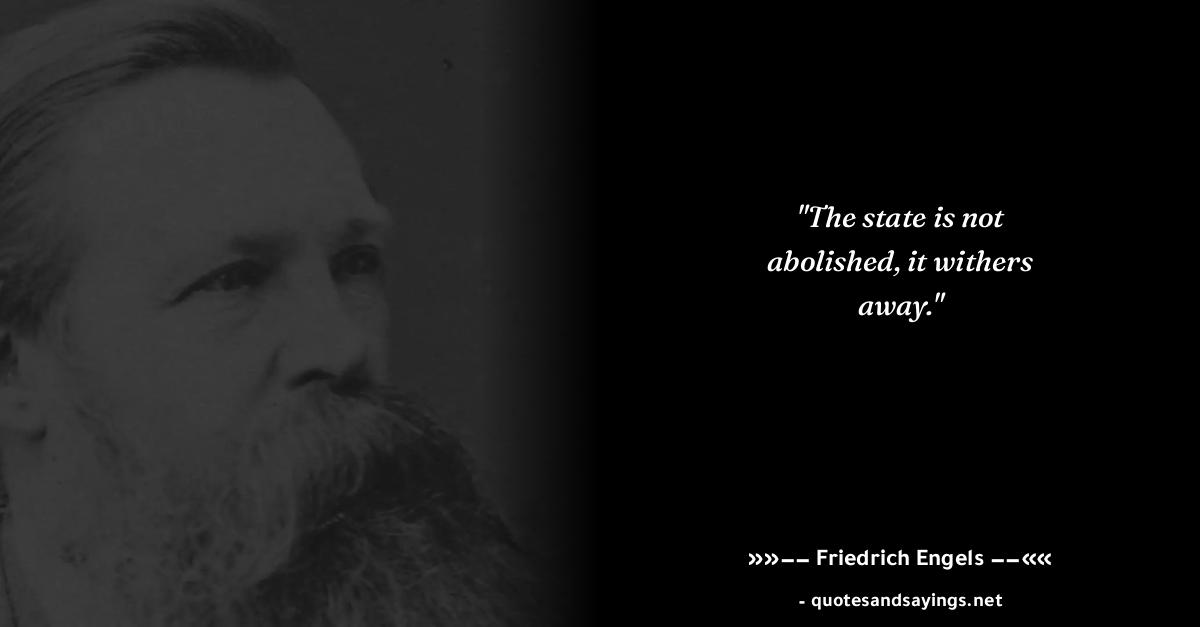 "The state is not
abolished, it withers
away."
»»–– Friedrich Engels ––««
- quotesandsayings.net